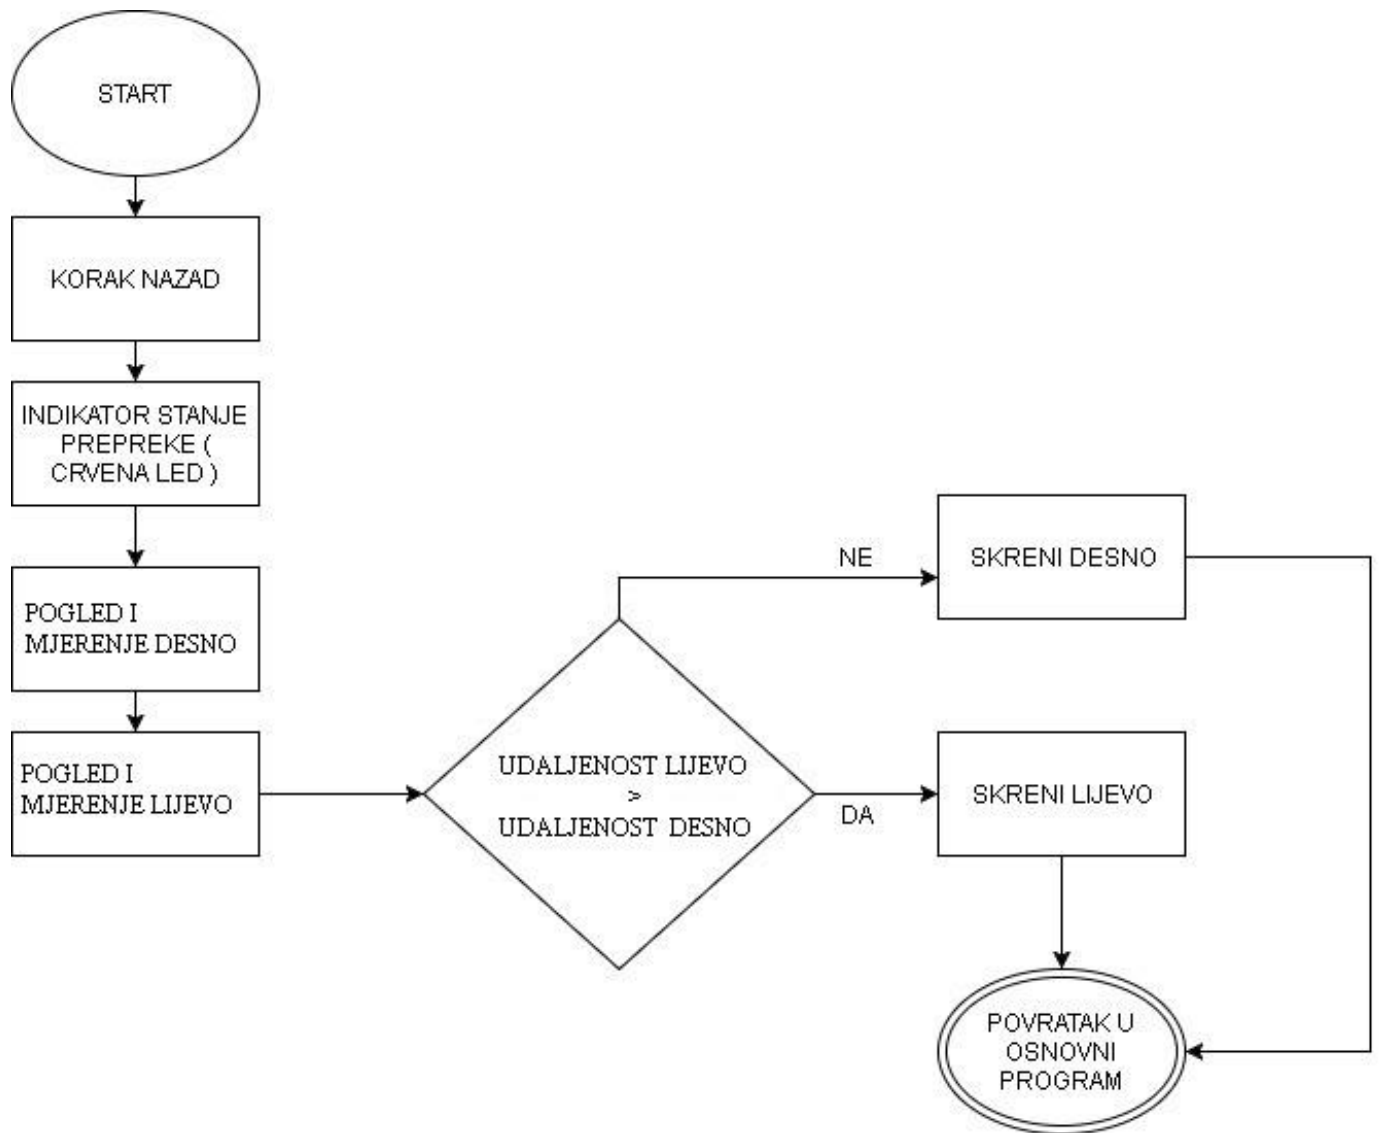 START
KORAK NAZAD
INDIKATOR STANJE
PREPREKE (
CRVENA LED )
POGLED I
MJERENJE DESNO
POGLED I
MJERENJE LIJEVO
UDALJENOST LIJEVO
>
UDALJENOST DESNO
NE
SKRENI DESNO
DA
SKRENI LIJEVO
POVRATAK U
OSNOVNI
PROGRAM